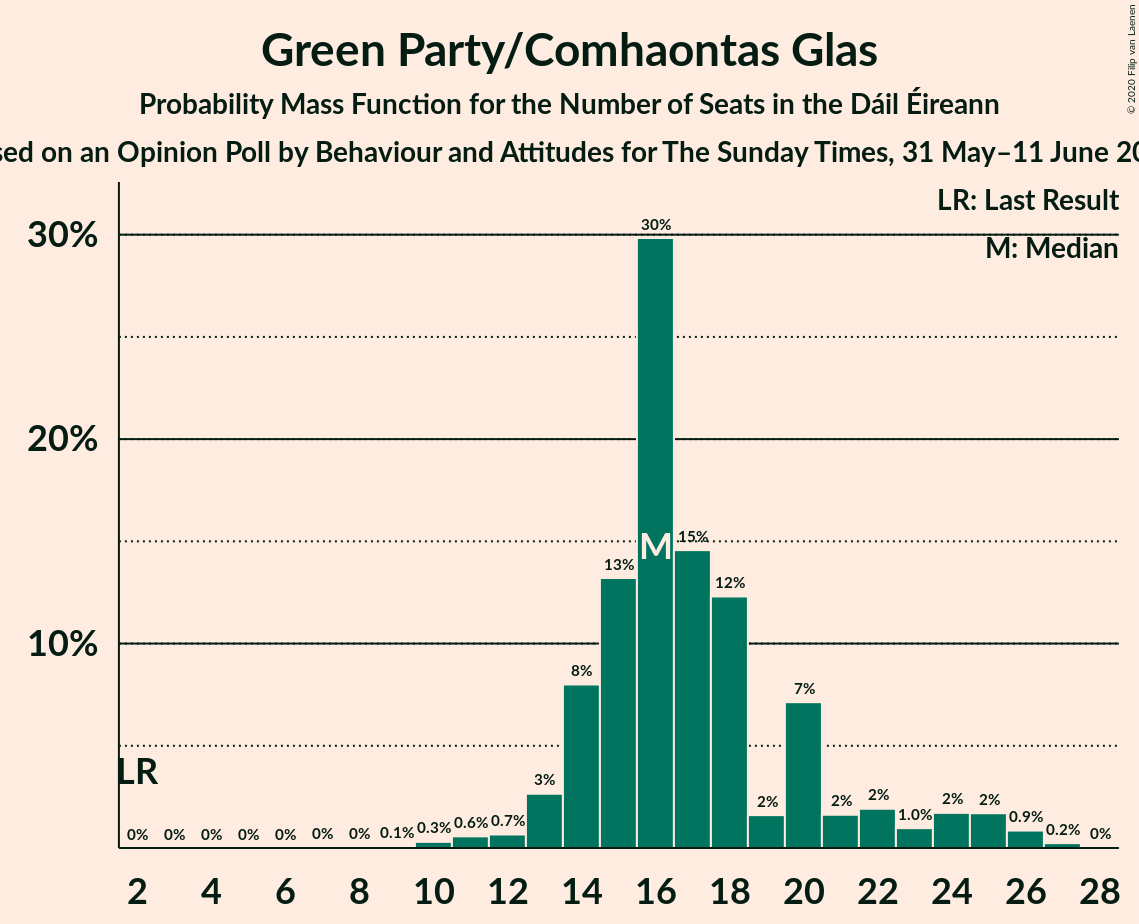 Green Party/Comhaontas Glas
Probability Mass Function for the Number of Seats in the Dáil Éireann
on an Opinion Poll by Behaviour and Attitudes for The Sunday Times, 31 May–11 June
© 2020 Filip van Laenen
LR: Last Result
M: Median
30%
20%
10%
LR
M
0% 0% 0% 0% 0% 0% 0% 0.1% 0.3% 0.6% 0.7% 3% 8% 13% 30% 15% 12% 2% 7% 2% 2% 1.0% 2% 2% 0.9% 0.2% 0%
2 4 6 8 10 12 14 16 18 20 22 24 26 28